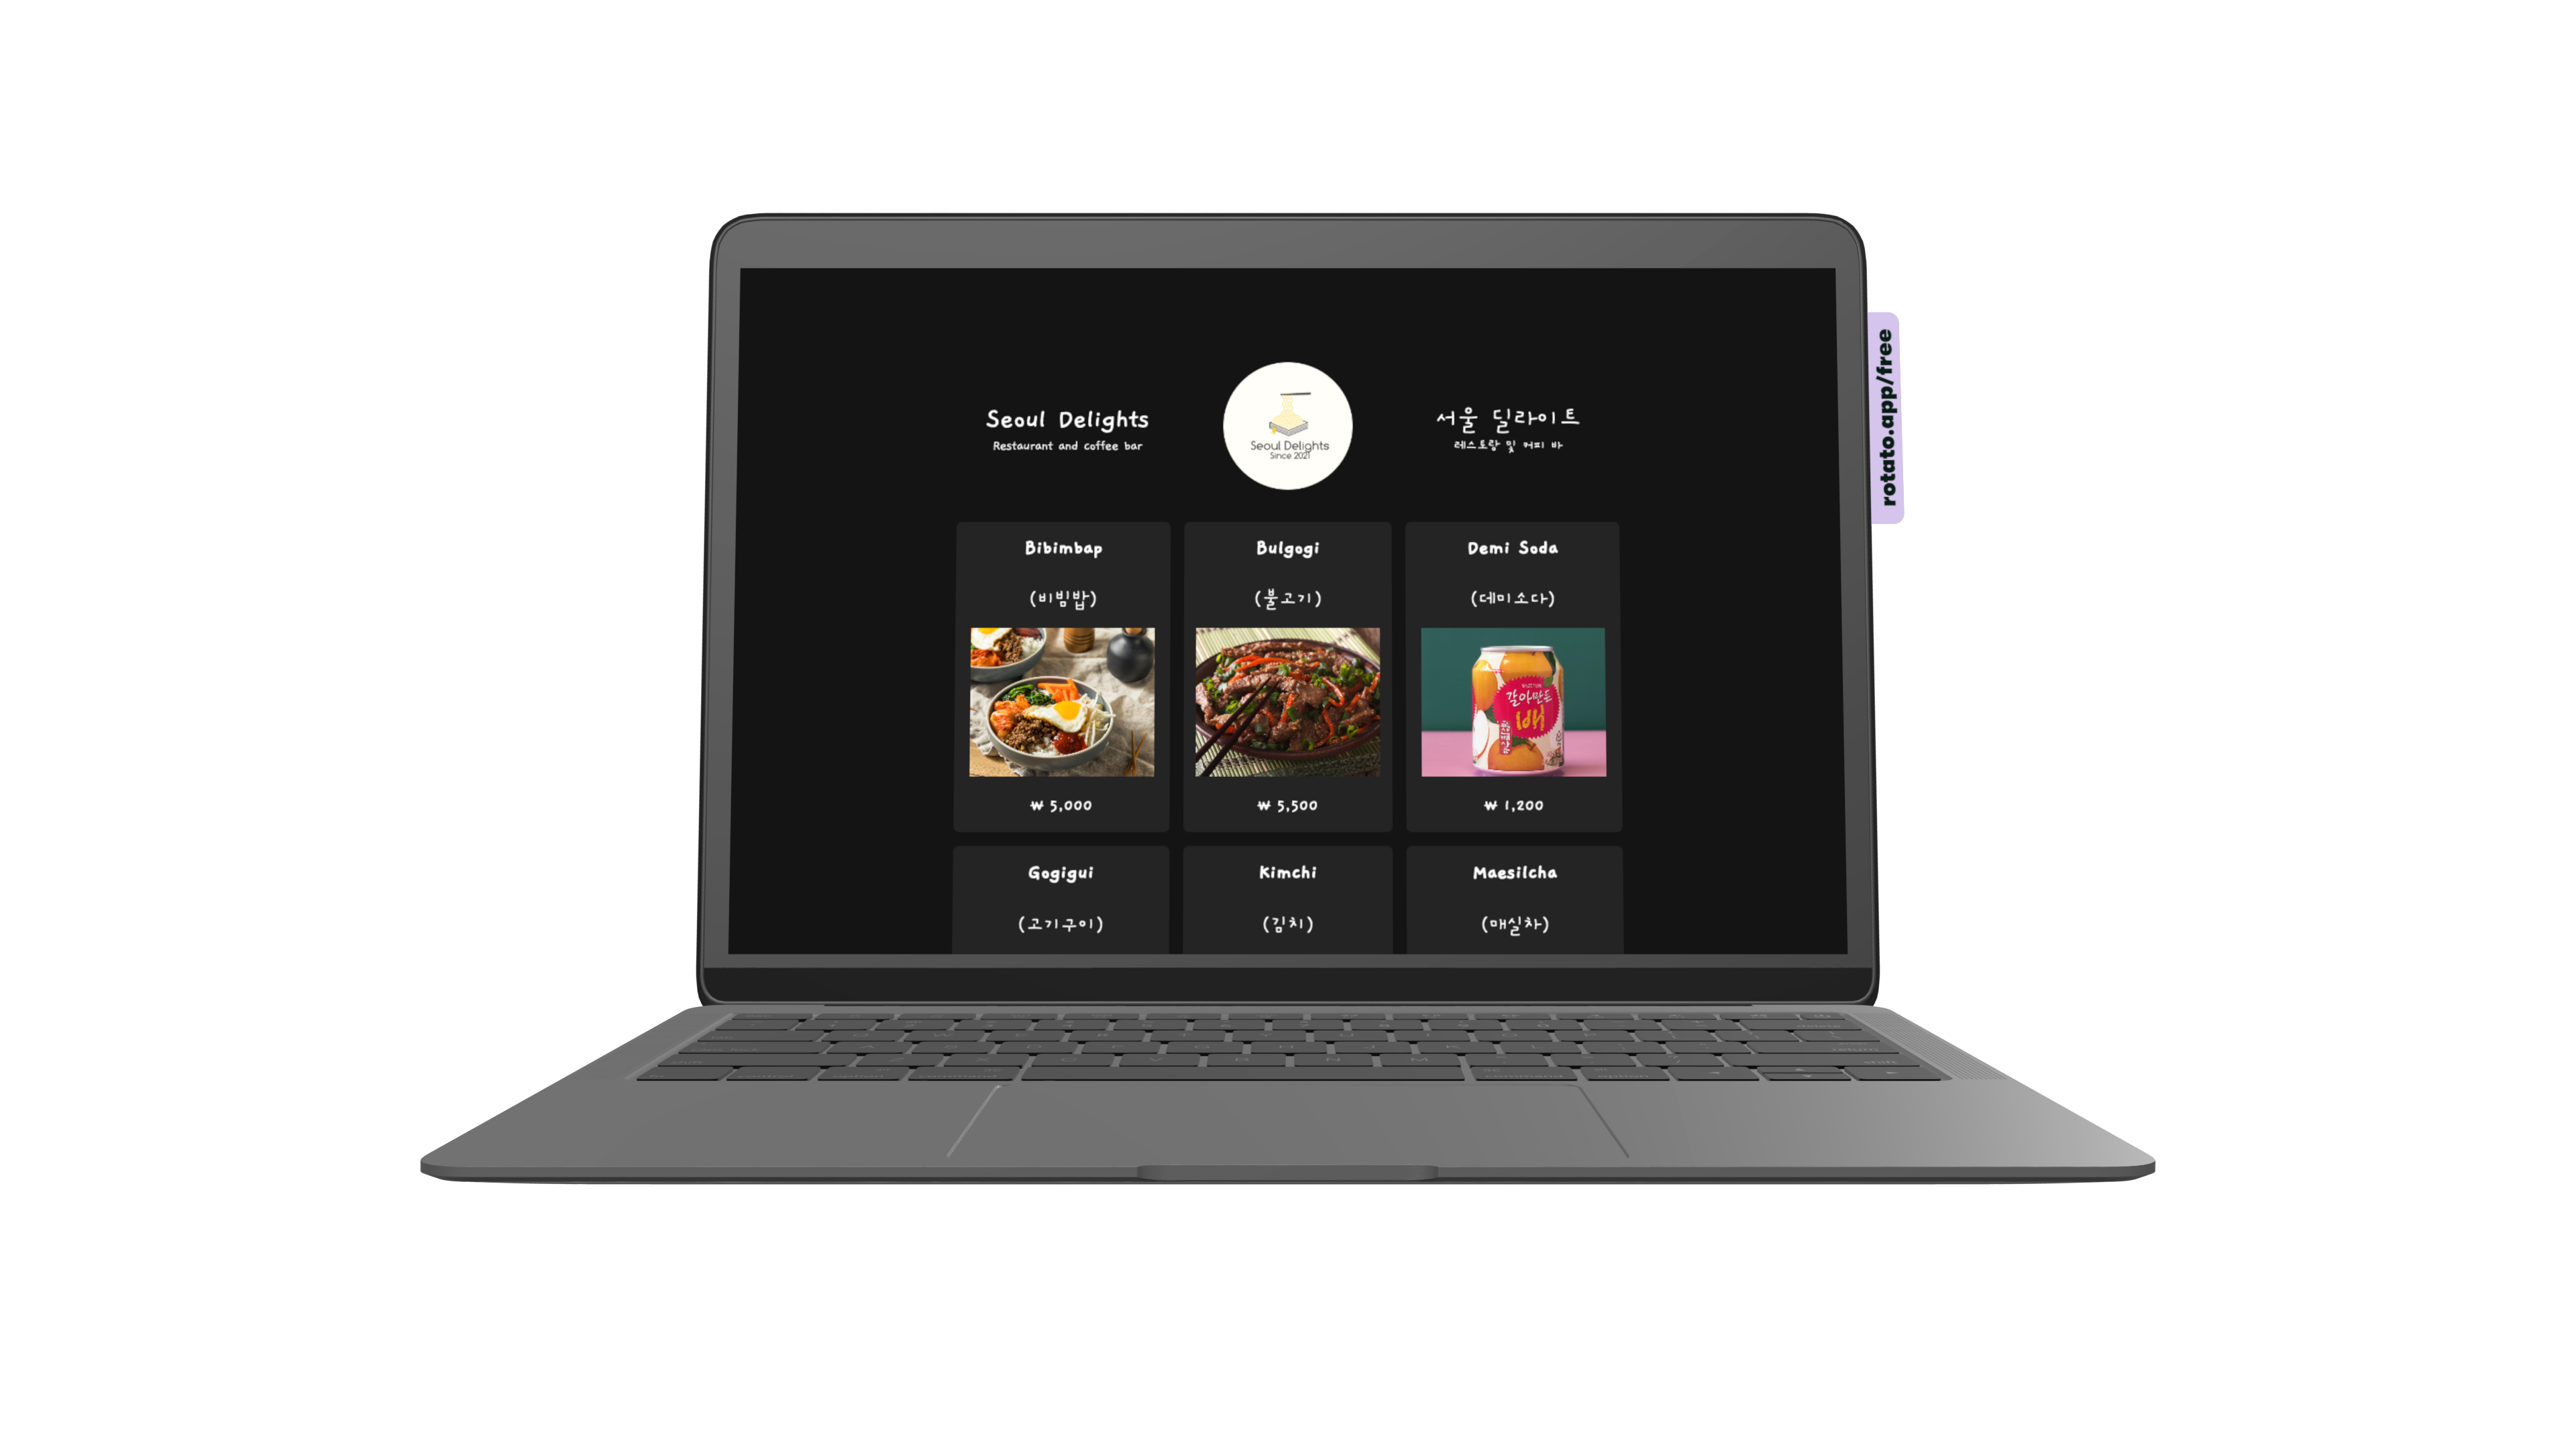 Seoul Delights
Restaurant and coffee bar
Seoul Delights
Since 2021
서울 딜라이트
레스토랑 및 커피 바
rotato.app/free
Bibimbap
(비빔밥)
₩ 5,000
Bulgogi
(불고기)
₩ 5,500
Demi Soda
(데미소다)
갈아만든
배
₩ 1,200
Gogigui
(고기구이)
Kimchi
(김치)
Maesilcha
(매실차)